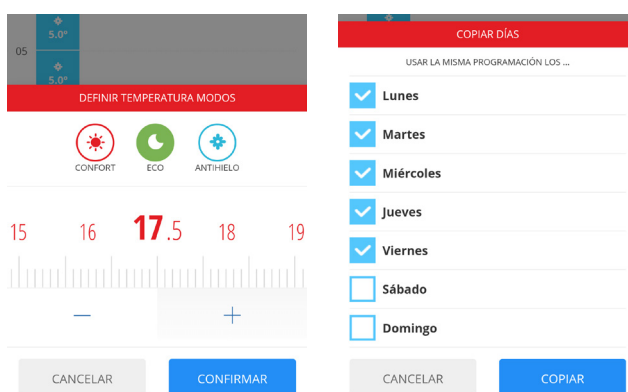 5.0°
05
5.0°
DEFINIR TEMPERATURA MODOS
CONFORT ECO ANTIHIELO
15 16 17.5 18 19
— +
CANCELAR CONFIRMAR
COPIAR DÍAS
USAR LA MISMA PROGRAMACIÓN LOS ...
Lunes
Martes
Miércoles
Jueves
Viernes
Sábado
Domingo
CANCELAR COPIAR